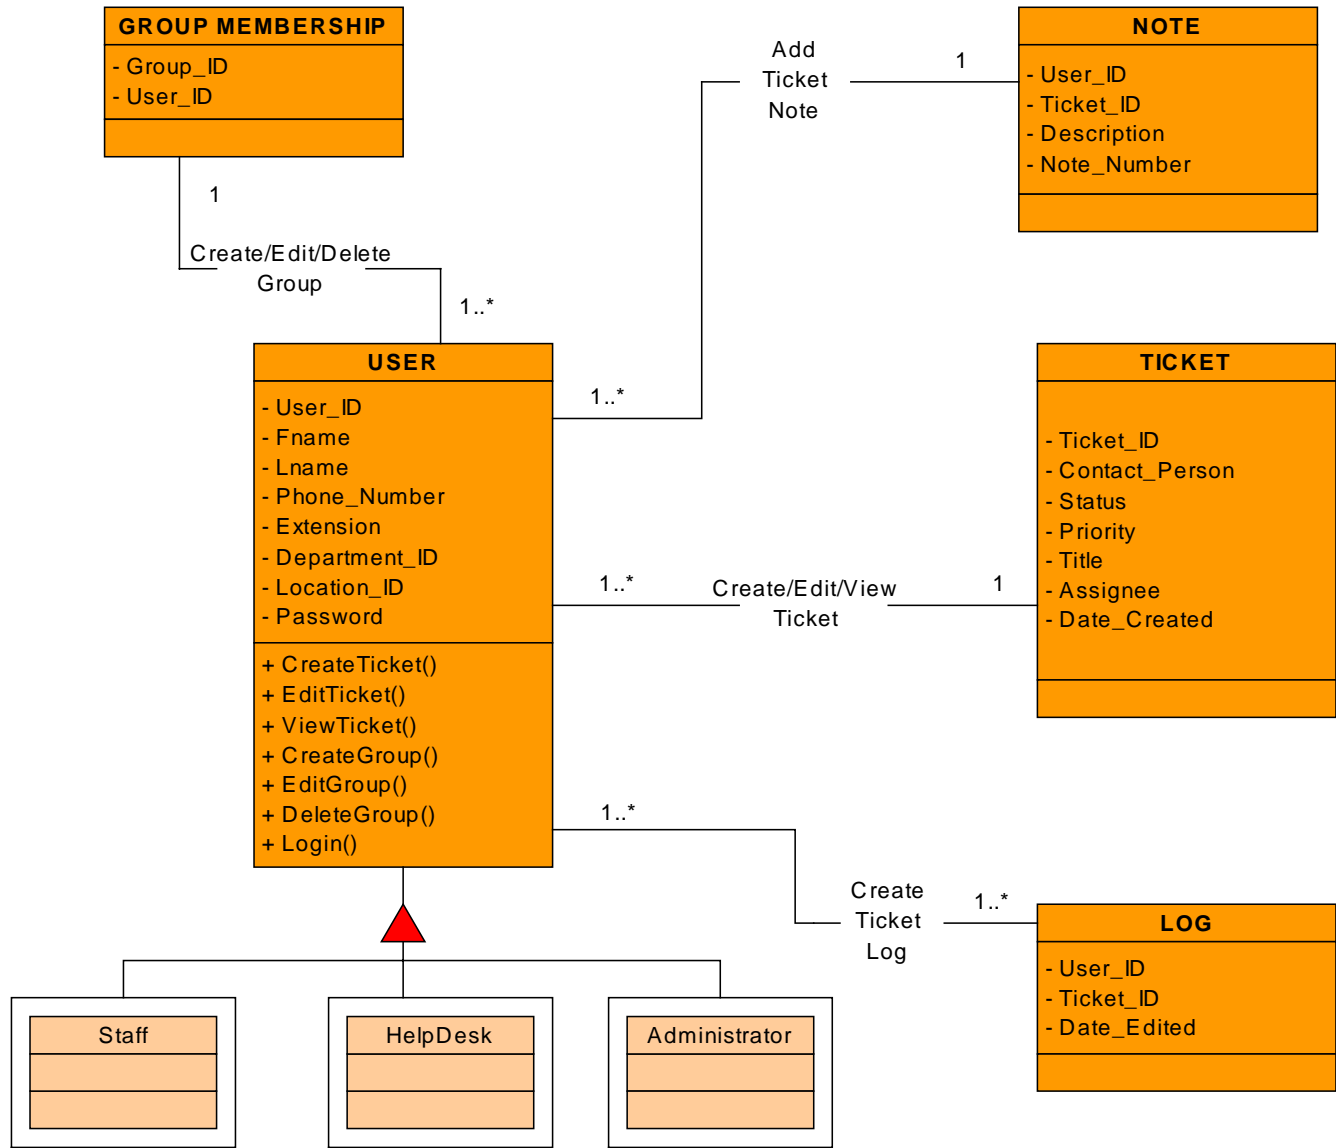 GROUP MEMBERSHIP
- Group_ID
- User_ID
1
Create/Edit/Delete
Group
1..*
Add
Ticket
Note
1
NOTE
- User_ID
- Ticket_ID
- Description
- Note_Number
USER
- User_ID
- Fname
- Lname
- Phone_Number
- Extension
- Department_ID
- Location_ID
- Password
+ CreateTicket()
+ EditTicket()
+ ViewTicket()
+ CreateGroup()
+ EditGroup()
+ DeleteGroup()
+ Login()
1..*
1..*
Create/Edit/View
Ticket
1
TICKET
- Ticket_ID
- Contact_Person
- Status
- Priority
- Title
- Assignee
- Date_Created
1..*
Create
Ticket
Log
1..*
LOG
- User_ID
- Ticket_ID
- Date_Edited
Staff
HelpDesk
Administrator